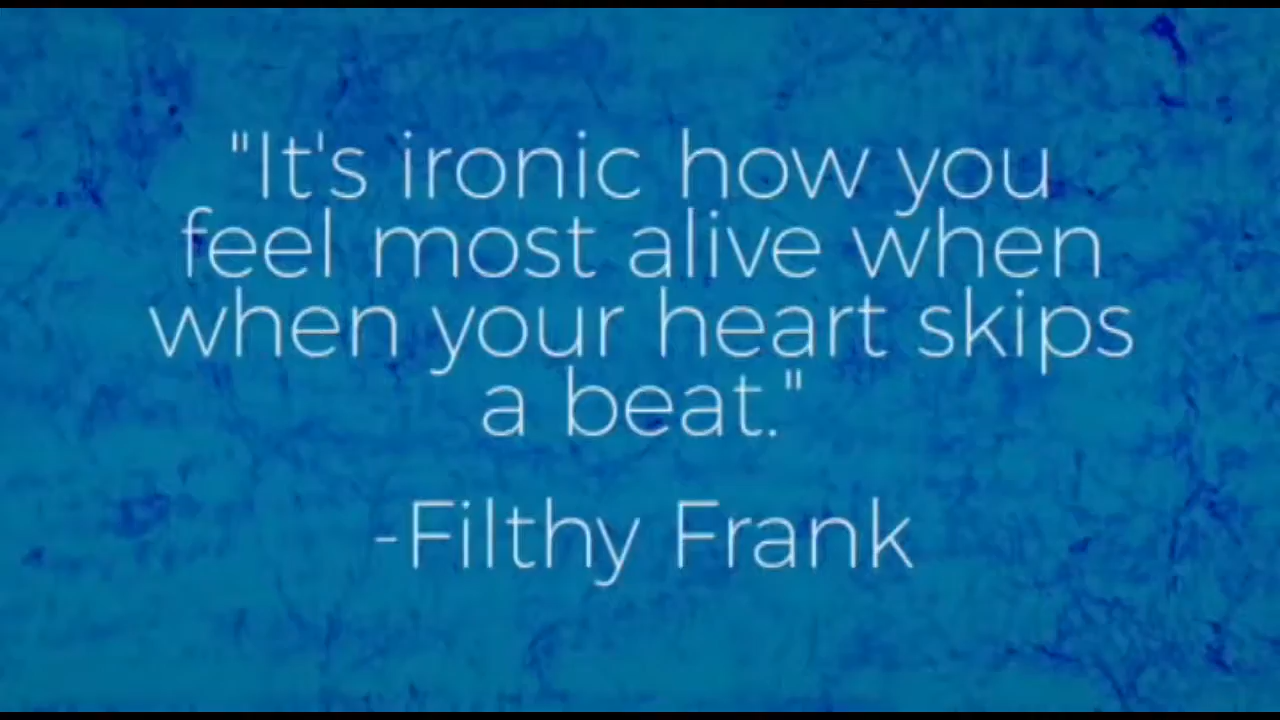 "It's ironic how you
feel most alive when
when your heart skips
a beat."
-Filthy Frank